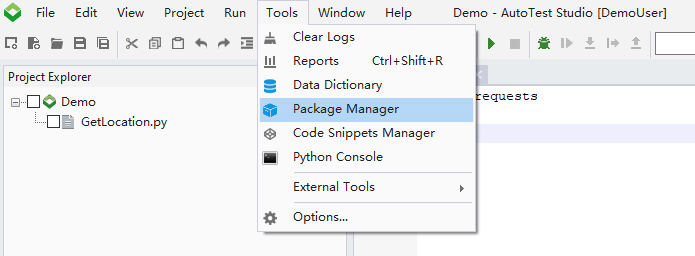 File Edit View Project Run Tools Window Help Demo - AutoTest Studio [DemoUser]
Clear Logs
Reports Ctrl+Shift+R
Project Explorer
Data Dictionary
Demo
Package Manager
requests
GetLocation.py
Code Snippets Manager
Python Console
External Tools
Options...